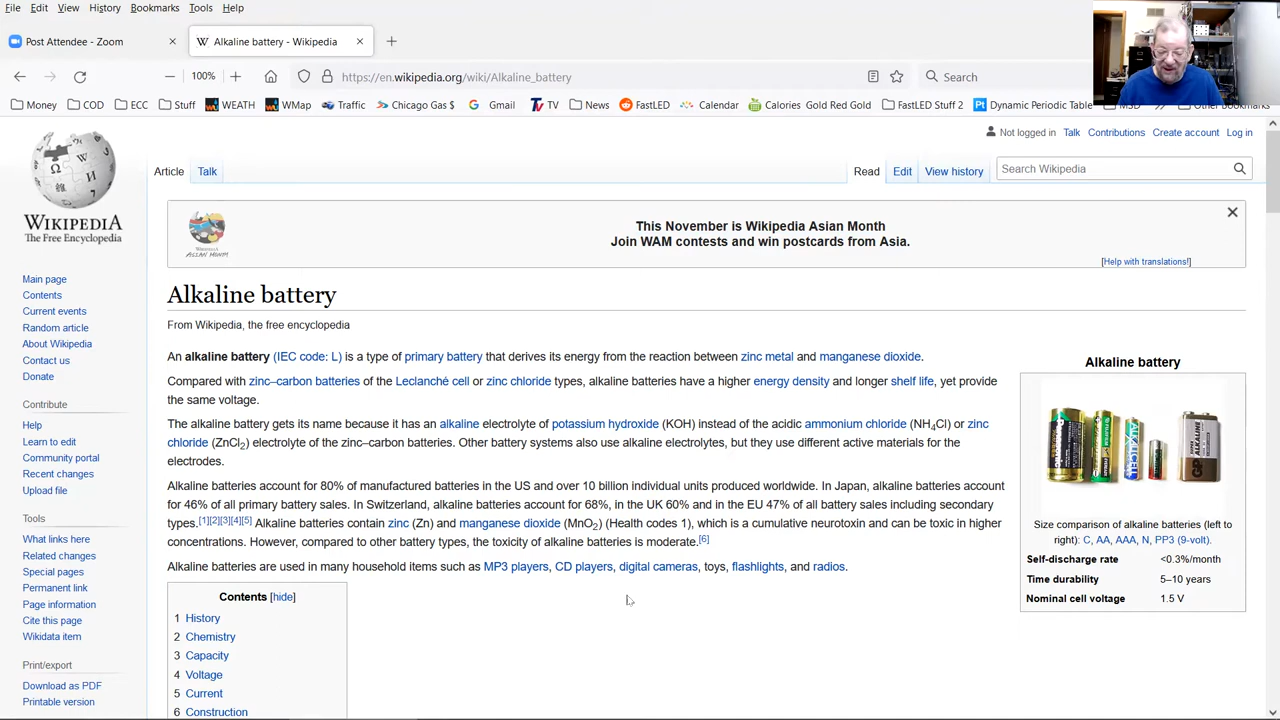 File Edit View History Bookmarks Tools Help
Post Attendee - Zoom
Alkaline battery - Wikipedia
100% https://en.wikipedia.org/wiki/Alkaline_battery Search
Money COD ECC Stuff WEATH WMap Traffic Chicago Gas $ Gmail TV News FastLED Calendar Calories Gold Red Gold FastLED Stuff 2 Dynamic Periodic Table
Not logged in Talk Contributions Create account Log in
Article Talk Read Edit View history Search Wikipedia
WIKIPEDIA
The Free Encyclopedia
This November is Wikipedia Asian Month
Join WAM contests and win postcards from Asia.
[Help with translations!]
Main page
Contents
Current events
Random article
About Wikipedia
Contact us
Donate
Contribute
Help
Learn to edit
Community portal
Recent changes
Upload file
Tools
What links here
Related changes
Special pages
Permanent link
Page information
Cite this page
Wikidata item
Print/export
Download as PDF
Printable version
Alkaline battery
From Wikipedia, the free encyclopedia
An alkaline battery (IEC code: L) is a type of primary battery that derives its energy from the reaction between zinc metal and manganese dioxide.
Compared with zinc–carbon batteries of the Leclanché cell or zinc chloride types, alkaline batteries have a higher energy density and longer shelf life, yet provide
the same voltage.
The alkaline battery gets its name because it has an alkaline electrolyte of potassium hydroxide (KOH) instead of the acidic ammonium chloride (NH4Cl) or zinc
chloride (ZnCl2) electrolyte of the zinc–carbon batteries. Other battery systems also use alkaline electrolytes, but they use different active materials for the
electrodes.
Alkaline batteries account for 80% of manufactured batteries in the US and over 10 billion individual units produced worldwide. In Japan, alkaline batteries account
for 46% of all primary battery sales. In Switzerland, alkaline batteries account for 68%, in the UK 60% and in the EU 47% of all battery sales including secondary
types.[1][2][3][4][5] Alkaline batteries contain zinc (Zn) and manganese dioxide (MnO2) (Health codes 1), which is a cumulative neurotoxin and can be toxic in higher
concentrations. However, compared to other battery types, the toxicity of alkaline batteries is moderate.[6]
Alkaline batteries are used in many household items such as MP3 players, CD players, digital cameras, toys, flashlights, and radios.
Contents [hide]
1 History
2 Chemistry
3 Capacity
4 Voltage
5 Current
6 Construction
Alkaline battery
Size comparison of alkaline batteries (left to
right): C, AA, AAA, N, PP3 (9-volt).
Self-discharge rate <0.3%/month
Time durability 5–10 years
Nominal cell voltage 1.5 V